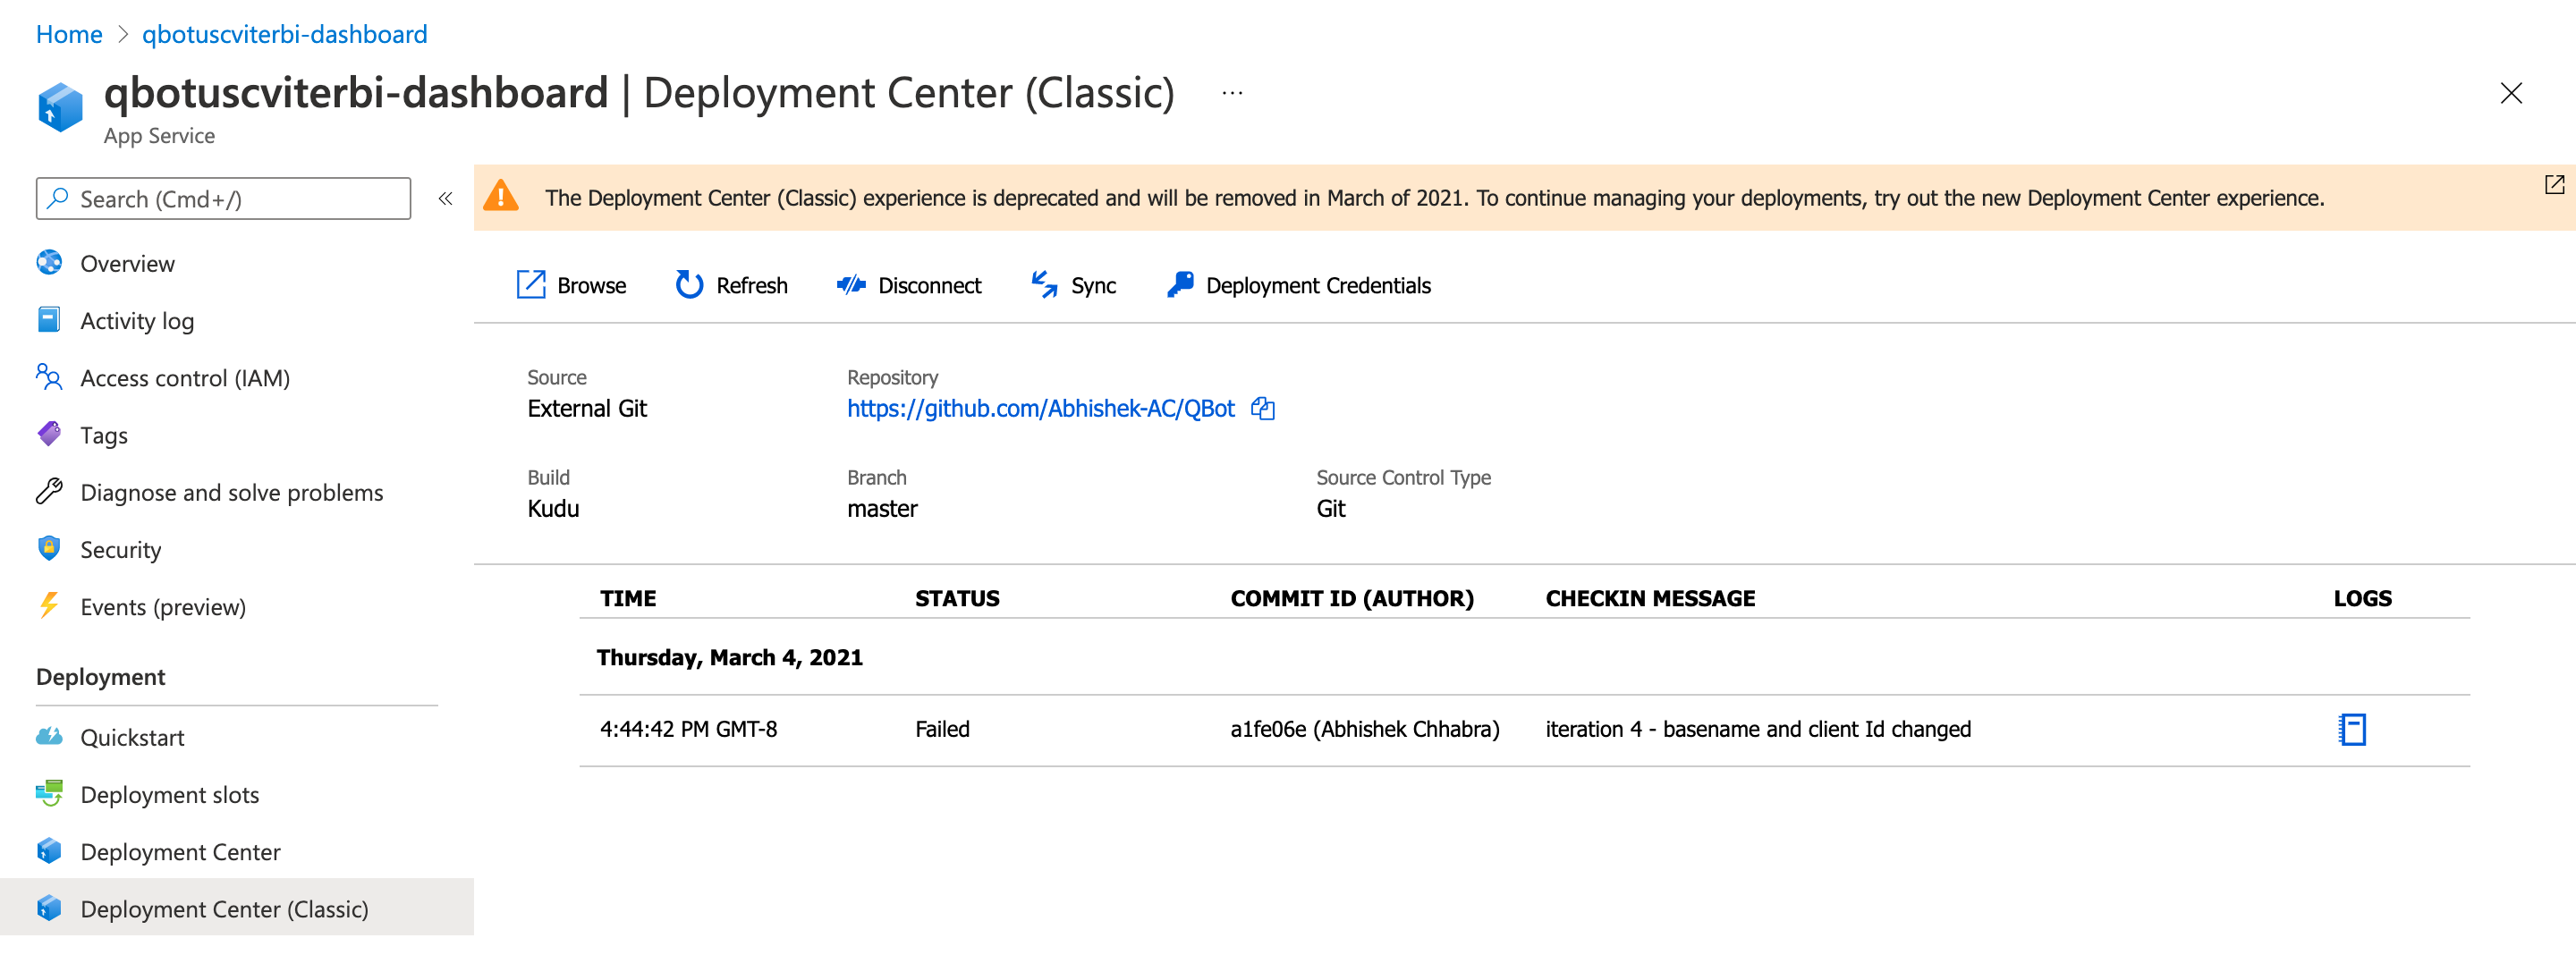 Home > qbotuscviterbi-dashboard
qbotuscviterbi-dashboard | Deployment Center (Classic) ...
App Service
Search (Cmd+/)
«
The Deployment Center (Classic) experience is deprecated and will be removed in March of 2021. To continue managing your deployments, try out the new Deployment Center experience.
Overview
Activity log
Access control (IAM)
Tags
Diagnose and solve problems
Security
Events (preview)
Deployment
Quickstart
Deployment slots
Deployment Center
Deployment Center (Classic)
Browse Refresh Disconnect Sync Deployment Credentials
Source Repository
External Git https://github.com/Abhishek-AC/QBot
Build Branch Source Control Type
Kudu master Git
TIME STATUS COMMIT ID (AUTHOR) CHECKIN MESSAGE LOGS
Thursday, March 4, 2021
4:44:42 PM GMT-8 Failed a1fe06e (Abhishek Chhabra) iteration 4 - basename and client Id changed